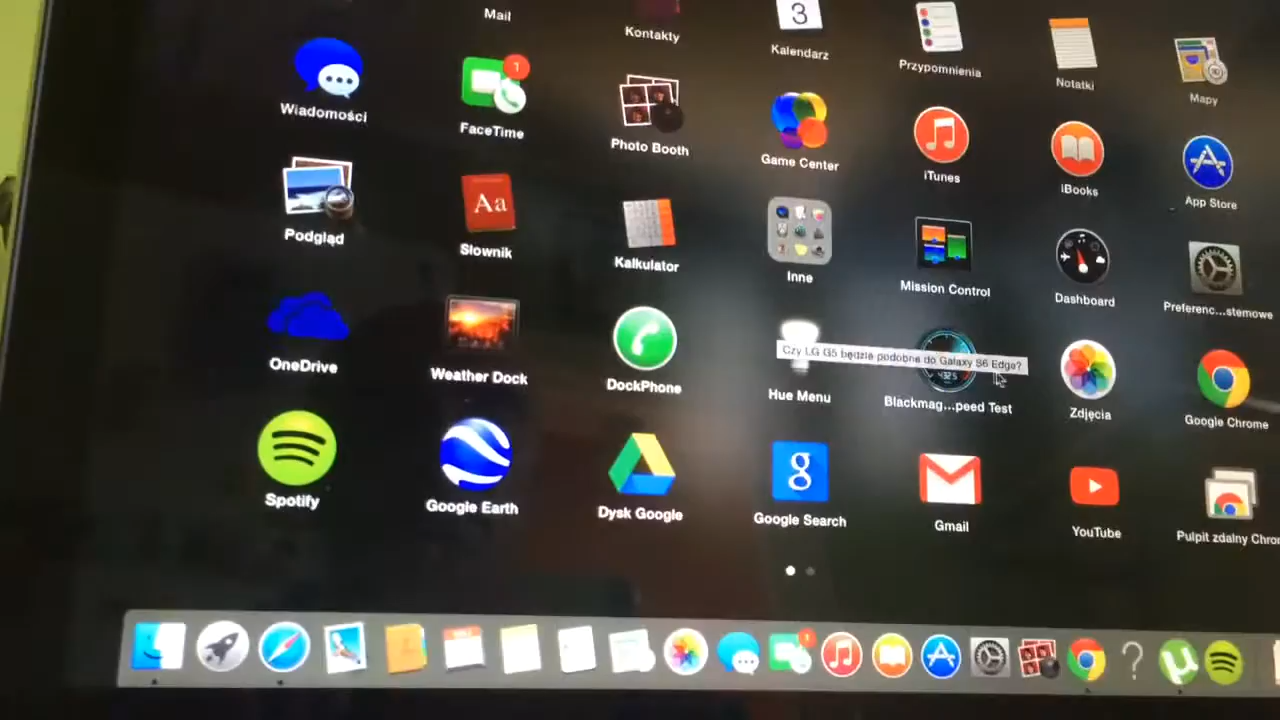 Mail
Kontakty
3
Kalendarz
Przypomnienia
Notatki
Mapy
Wiadomości
1
FaceTime
Photo Booth
Game Center
iTunes
iBooks
App Store
Podgląd
Aa
Słownik
Kalkulator
Inne
Mission Control
Dashboard
Preferenc...stemowe
OneDrive
Weather Dock
DockPhone
Hue Menu
Czy LG G5 będzie podobne do Galaxy S6 Edge?
Blackmag...peed Test
Zdjęcia
Google Chrome
Spotify
Google Earth
Dysk Google
g
Google Search
Gmail
YouTube
Pulpit zdalny Chro
1
?
µ